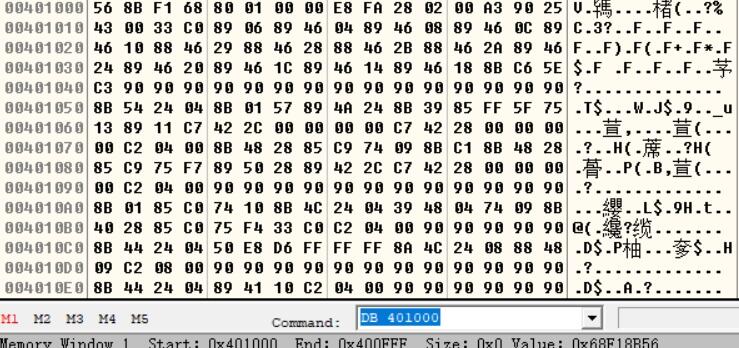 00401000 56 8B F1 68 80 01 00 00 E8 FA 28 02 00 A3 90 25 V.駂....楮(..?%
00401010 43 00 33 C0 89 06 89 46 04 89 46 08 89 46 0C 89 C.3?..F..F..F..
00401020 46 10 88 46 29 88 46 28 88 46 2B 88 46 2A 89 46 F..F).F(.F+.F*.F
00401030 24 89 46 20 89 46 1C 89 46 14 89 46 18 8B C6 5E $.F .F..F..F..芓
00401040 C3 90 90 90 90 90 90 90 90 90 90 90 90 90 90 90 ?...............
00401050 8B 54 24 04 8B 01 57 89 4A 24 8B 39 85 FF 5F 75 .T$...W.J$.9.._u
00401060 13 89 11 C7 42 2C 00 00 00 00 C7 42 28 00 00 00 ...荁,....荁(...
00401070 00 C2 04 00 8B 48 28 85 C9 74 09 8B C1 8B 48 28 .?..H(.蓆..?H(
00401080 85 C9 75 F7 89 50 28 89 42 2C C7 42 28 00 00 00 .蓇..P(.B,荁(...
00401090 00 C2 04 00 90 90 90 90 90 90 90 90 90 90 90 90 .?.............
004010A0 8B 01 85 C0 74 10 8B 4C 24 04 39 48 04 74 09 8B ...纓..L$.9H.t..
004010B0 40 28 85 C0 75 F4 33 C0 C2 04 00 90 90 90 90 90 @(.纔?缆.......
004010C0 8B 44 24 04 50 E8 D6 FF FF FF 8A 4C 24 08 88 48 .D$.P柚...奓$..H
004010D0 09 C2 08 00 90 90 90 90 90 90 90 90 90 90 90 90 .?.............
004010E0 8B 44 24 04 89 41 10 C2 04 00 90 90 90 90 90 90 .D$..A.?.......
M1 M2 M3 M4 M5 Command: DB 401000
Memory Window 1 Start: 0x401000 End: 0x400FFF Size: 0x0 Value: 0x68F18B56